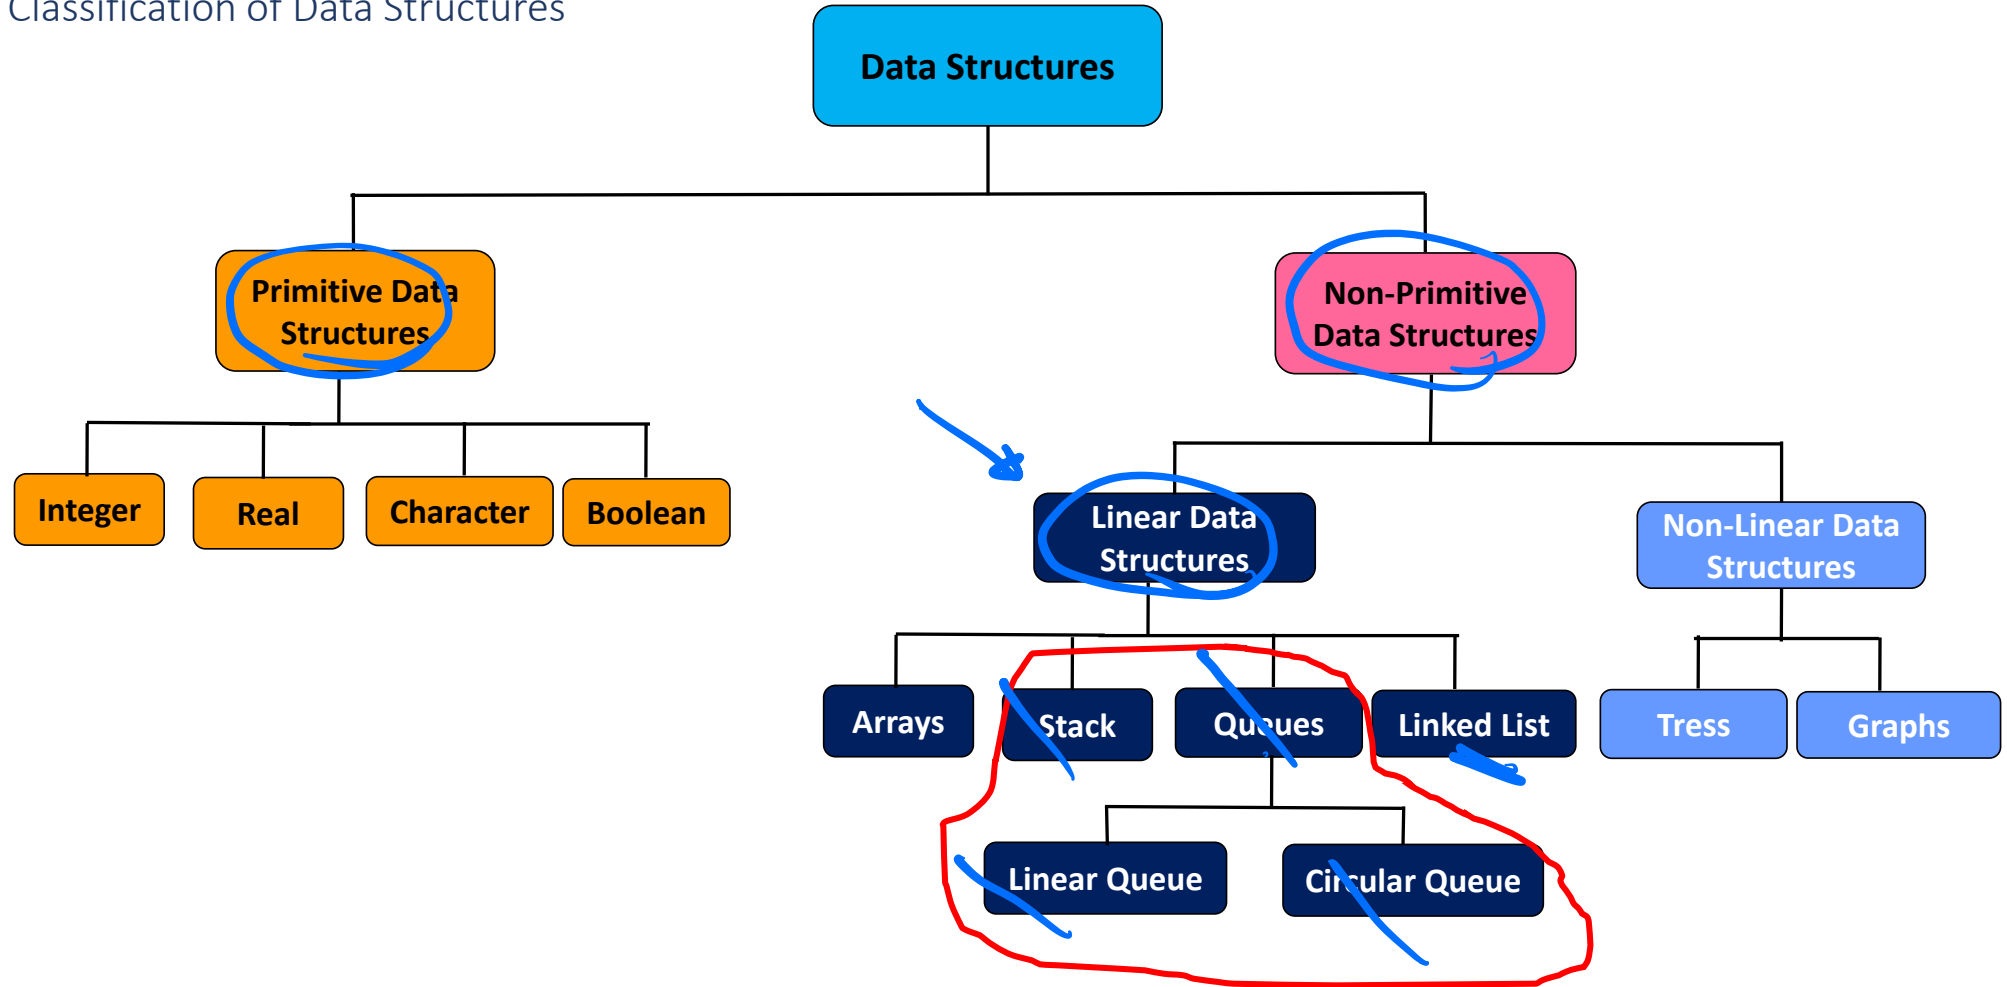 Classification of Data Structures
Data Structures
Primitive Data
Structures
Non-Primitive
Data Structures
Integer
Real
Character
Boolean
Linear Data
Structures
Non-Linear Data
Structures
Arrays
Stack
Queues
Linked List
Tress
Graphs
Linear Queue
Circular Queue